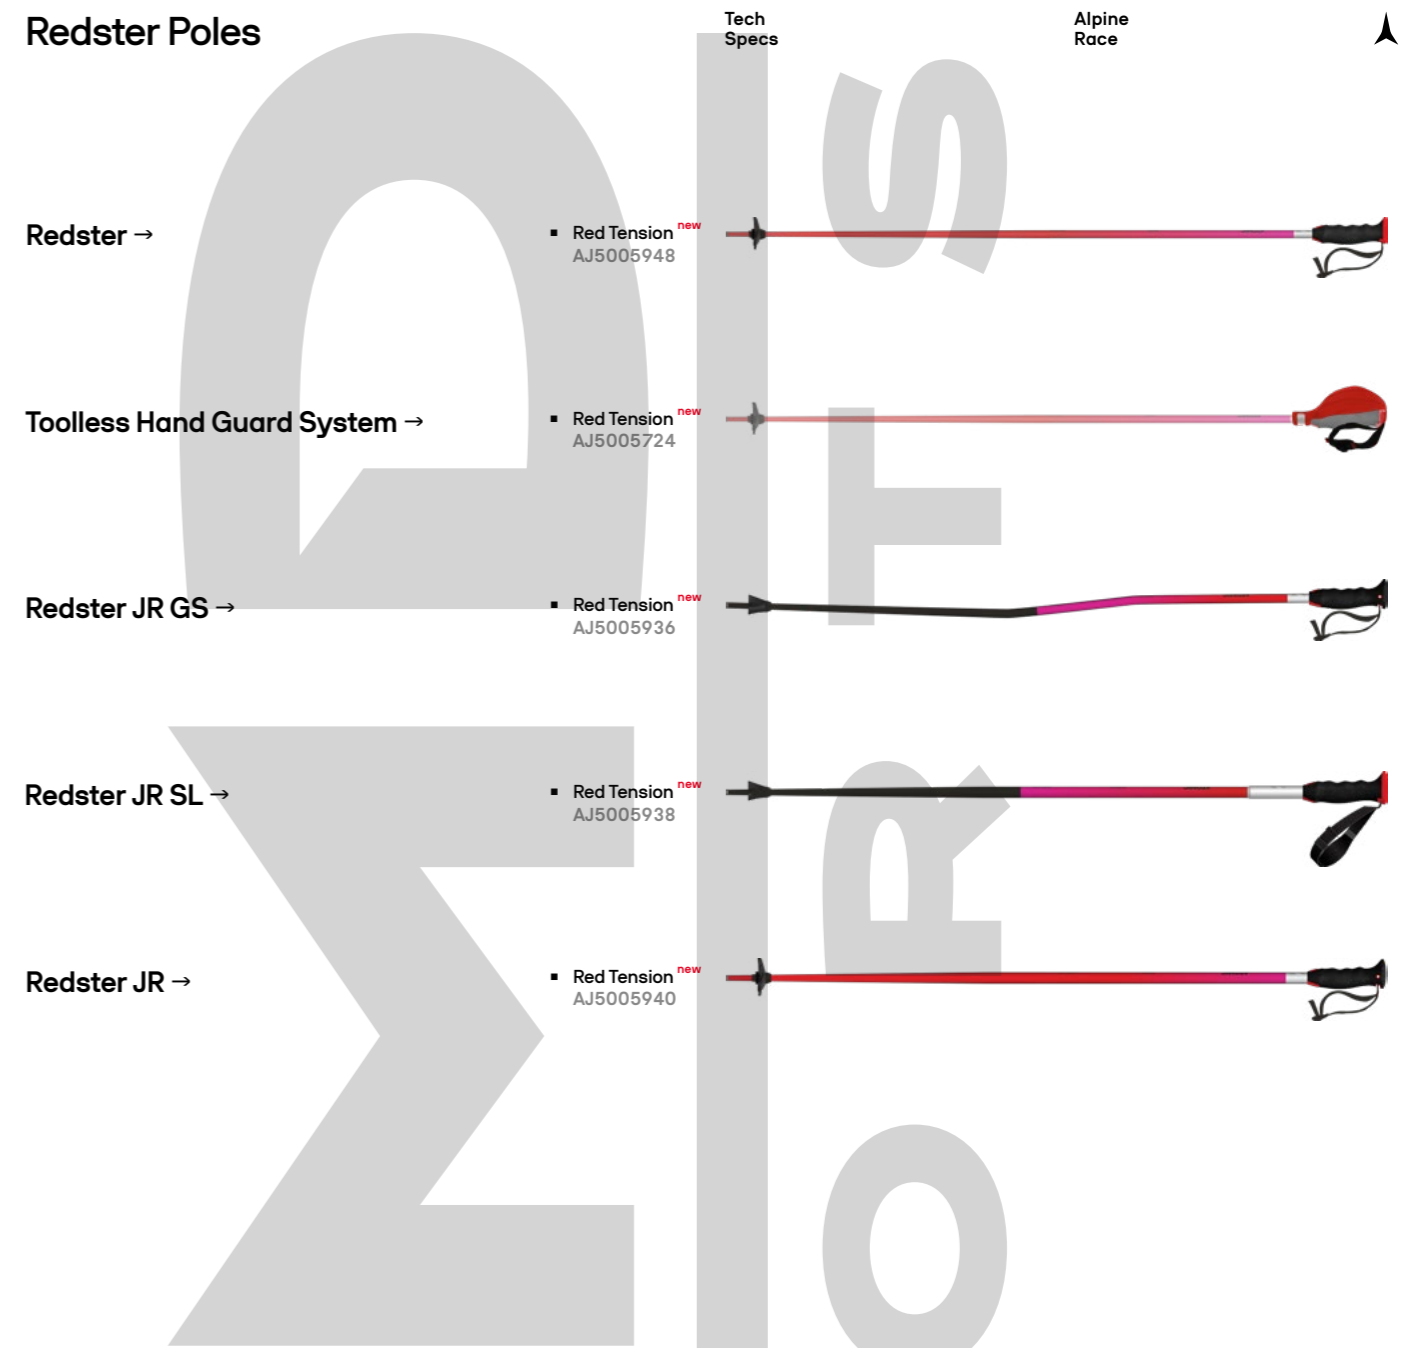 Redster Poles
Tech
Specs
Alpine
Race
Redster →
▪ Red Tension new
AJ5005948
Toolless Hand Guard System →
▪ Red Tension new
AJ5005724
Redster JR GS →
▪ Red Tension new
AJ5005936
Redster JR SL →
▪ Red Tension new
AJ5005938
Redster JR →
▪ Red Tension new
AJ5005940